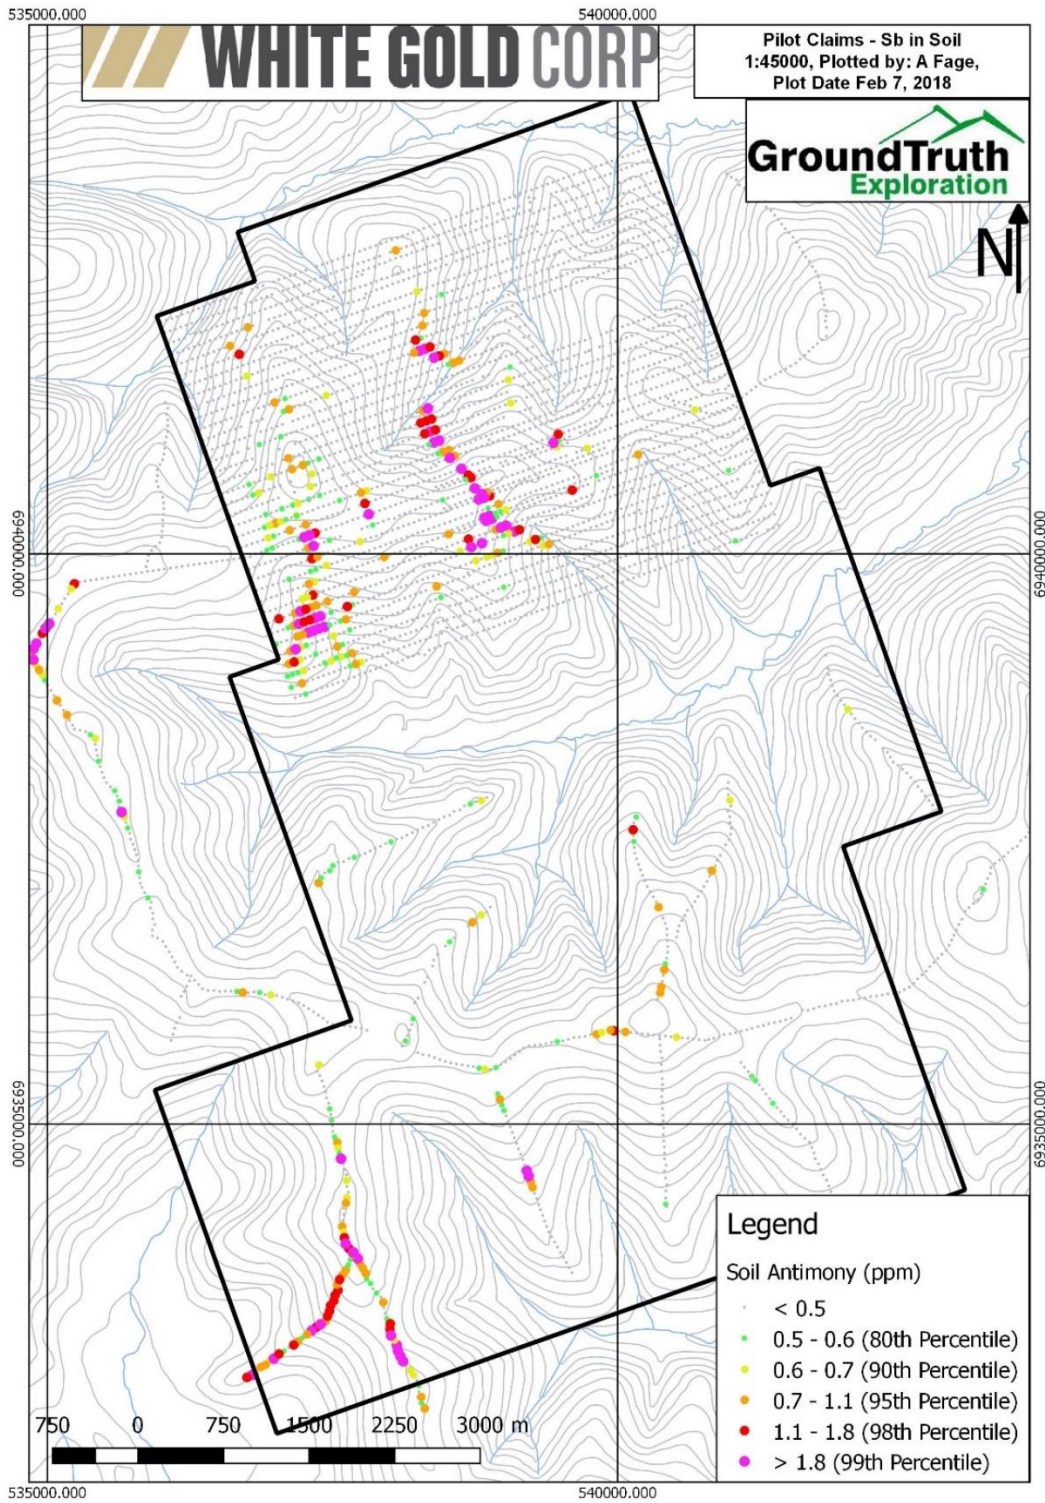 535000.000
540000.000
WHITE GOLD CORP
Pilot Claims - Sb in Soil
1:45000, Plotted by: A Fage,
Plot Date Feb 7, 2018
GroundTruth
Exploration
N
6940000.000
6940000.000
6935000.000
6935000.000
Legend
Soil Antimony (ppm)
< 0.5
0.5 - 0.6 (80th Percentile)
0.6 - 0.7 (90th Percentile)
0.7 - 1.1 (95th Percentile)
1.1 - 1.8 (98th Percentile)
> 1.8 (99th Percentile)
750 0 750 1500 2250 3000 m
535000.000
540000.000